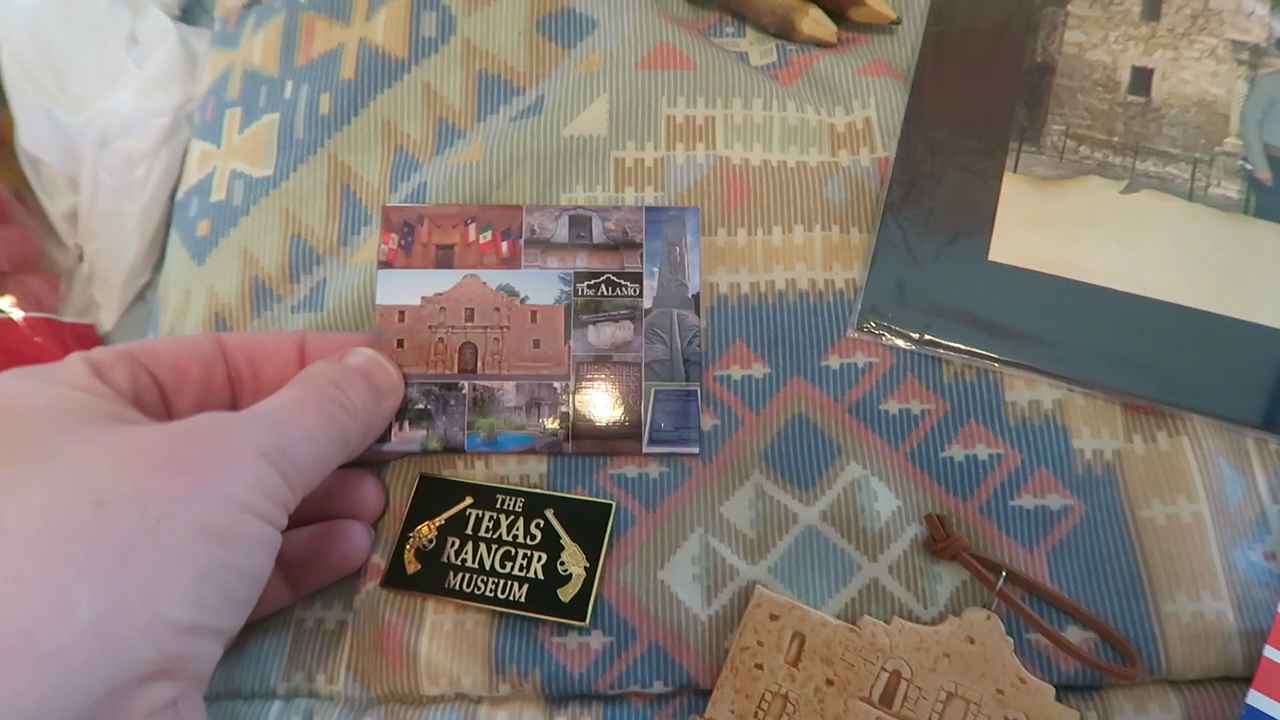 The ALAMO
THE
TEXAS
RANGER
MUSEUM